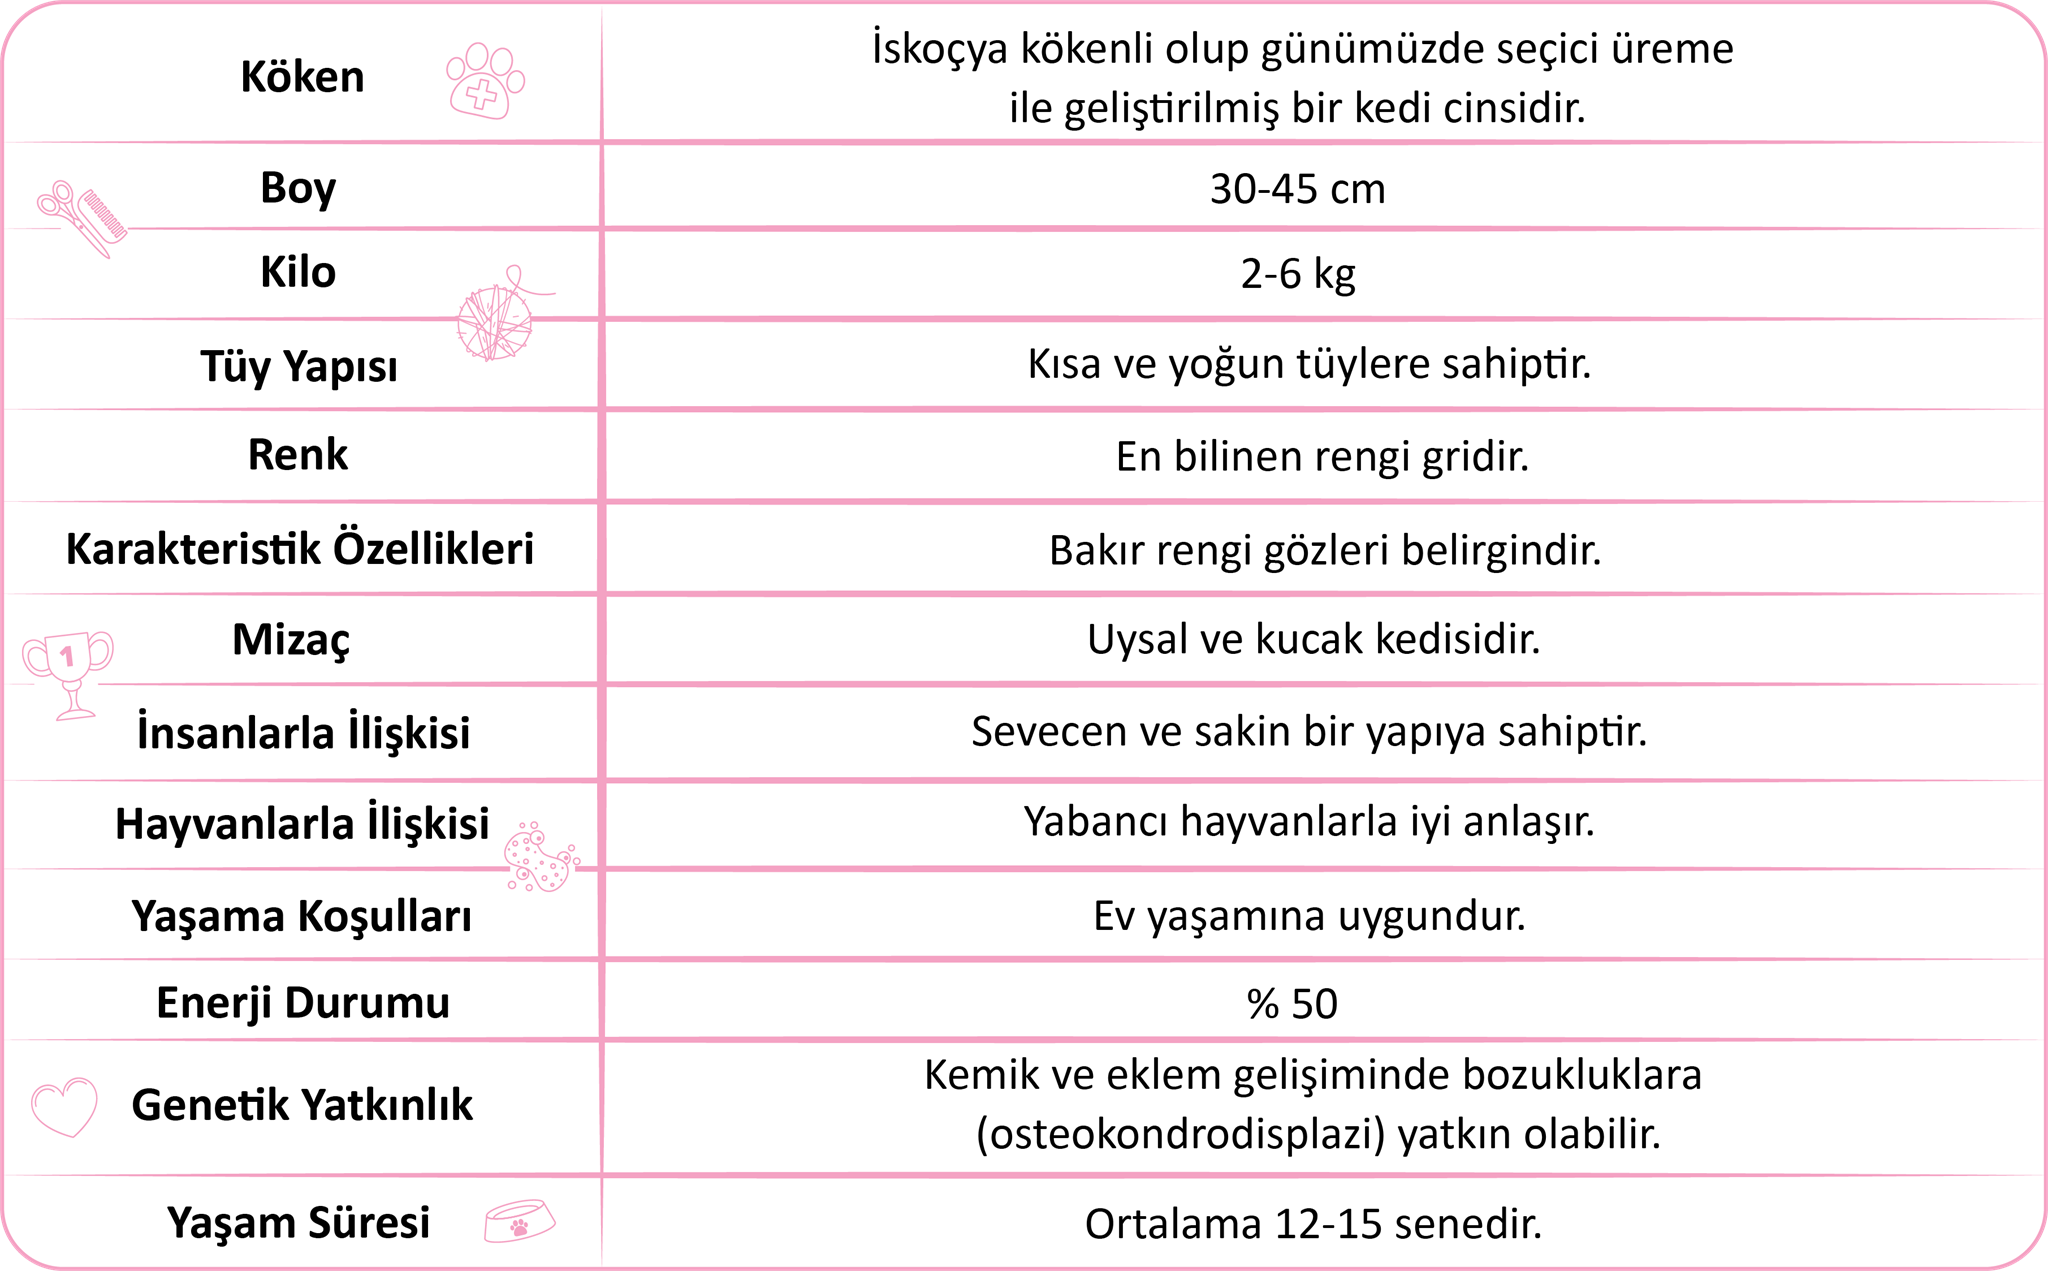 Köken
İskoçya kökenli olup günümüzde seçici üreme
ile geliştirilmiş bir kedi cinsidir.
Boy
30-45 cm
Kilo
2-6 kg
Tüy Yapısı
Kısa ve yoğun tüylere sahiptir.
Renk
En bilinen rengi gridir.
Karakteristik Özellikleri
Bakır rengi gözleri belirgindir.
Mizaç
Uysal ve kucak kedisidir.
1
İnsanlarla İlişkisi
Sevecen ve sakin bir yapıya sahiptir.
Hayvanlarla İlişkisi
Yabancı hayvanlarla iyi anlaşır.
Yaşama Koşulları
Ev yaşamına uygundur.
Enerji Durumu
% 50
Genetik Yatkınlık
Kemik ve eklem gelişiminde bozukluklara
(osteokondrodisplazi) yatkın olabilir.
Yaşam Süresi
Ortalama 12-15 senedir.